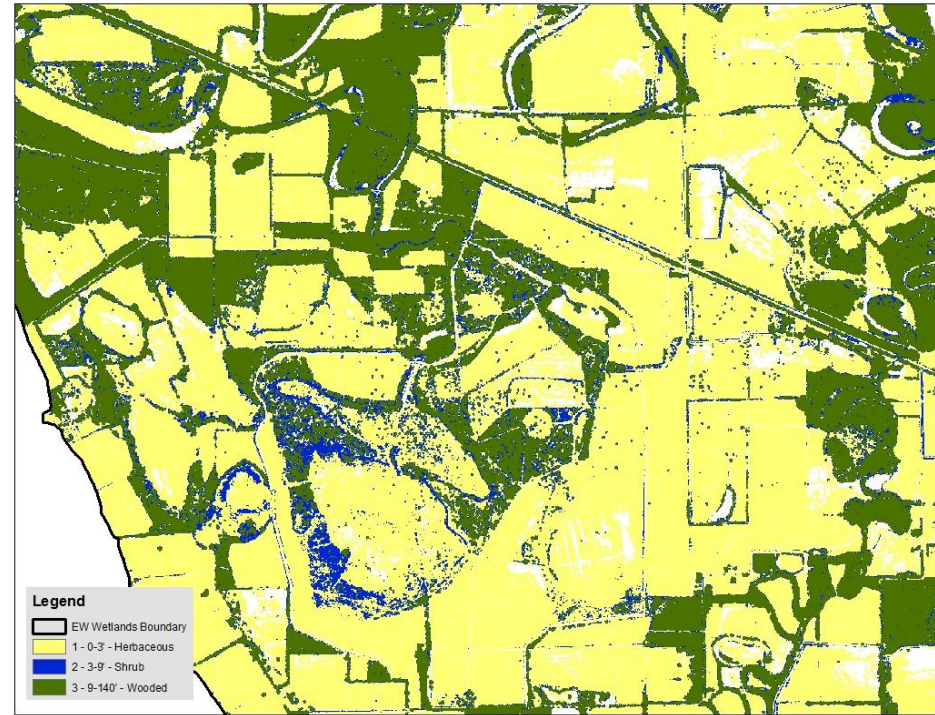 Legend
EW Wetlands Boundary
1 - 0-3' - Herbaceous
2 - 3-9' - Shrub
3 - 9-140' - Wooded